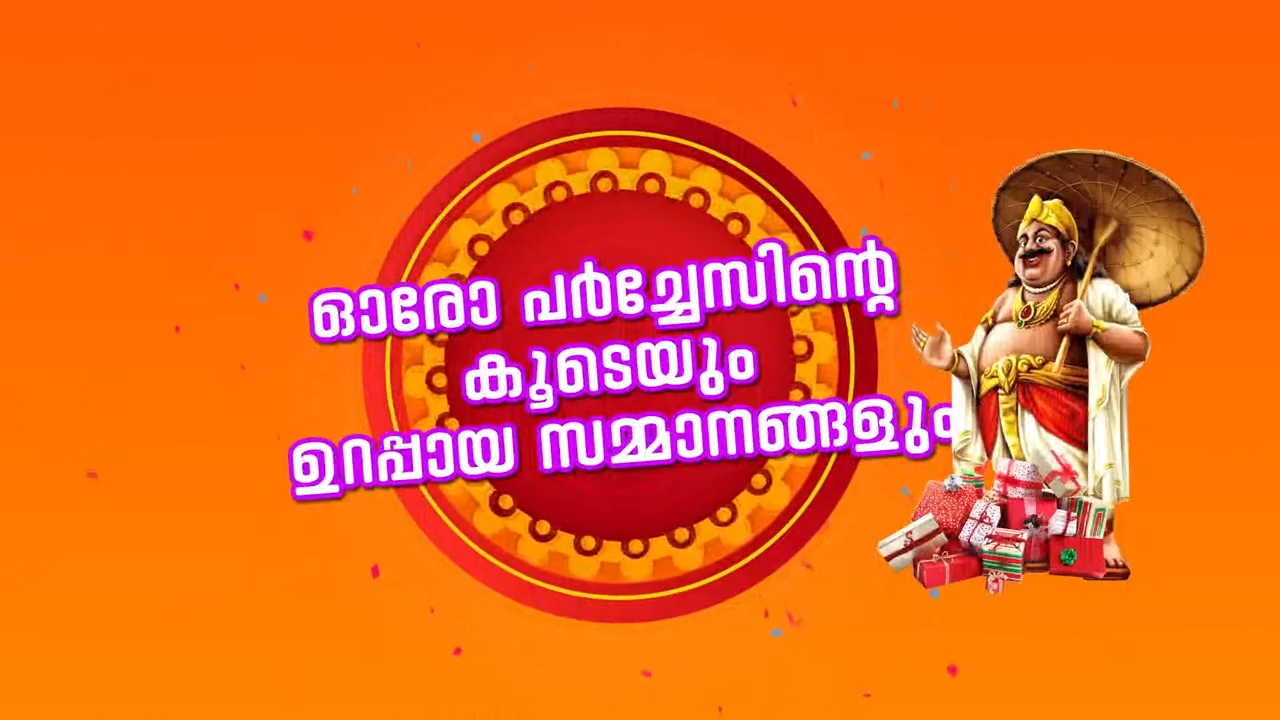 ഓരോ പർച്ചേസിന്റെ
കൂടെയും
ഉറപ്പായ സമ്മാനങ്ങളും